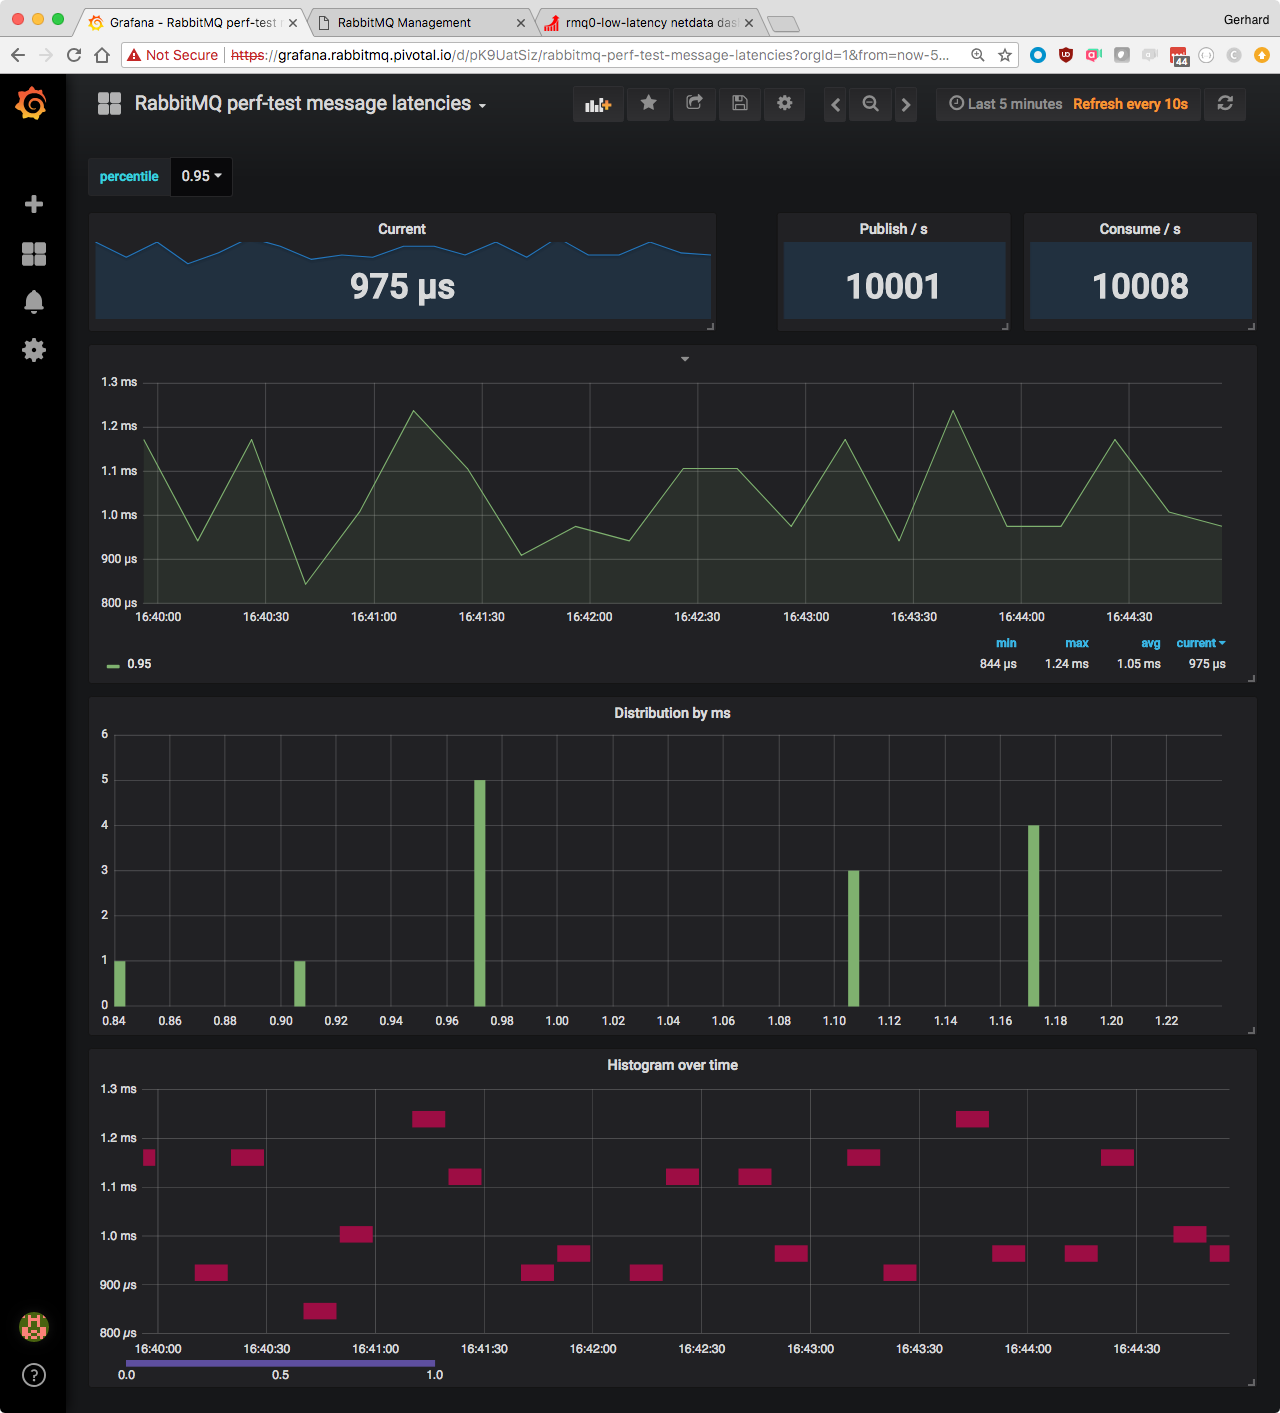 Grafana - RabbitMQ perf-test m
RabbitMQ Management
rmq0-low-latency netdata das
Gerhard
Not Secure
https://grafana.rabbitmq.pivotal.io/d/pK9UatSiz/rabbitmq-perf-test-message-latencies?orgId=1&from=now-5...
44
RabbitMQ perf-test message latencies
Last 5 minutes Refresh every 10s
percentile 0.95
Current
975 µs
Publish / s
10001
Consume / s
10008
1.3 ms
1.2 ms
1.1 ms
1.0 ms
900 µs
800 µs
16:40:00 16:40:30 16:41:00 16:41:30 16:42:00 16:42:30 16:43:00 16:43:30 16:44:00 16:44:30
min max avg current
0.95 844 µs 1.24 ms 1.05 ms 975 µs
Distribution by ms
6
5
4
3
2
1
0
0.84 0.86 0.88 0.90 0.92 0.94 0.96 0.98 1.00 1.02 1.04 1.06 1.08 1.10 1.12 1.14 1.16 1.18 1.20 1.22
Histogram over time
1.3 ms
1.2 ms
1.1 ms
1.0 ms
900 µs
800 µs
16:40:00 16:40:30 16:41:00 16:41:30 16:42:00 16:42:30 16:43:00 16:43:30 16:44:00 16:44:30
0.0 0.5 1.0
?